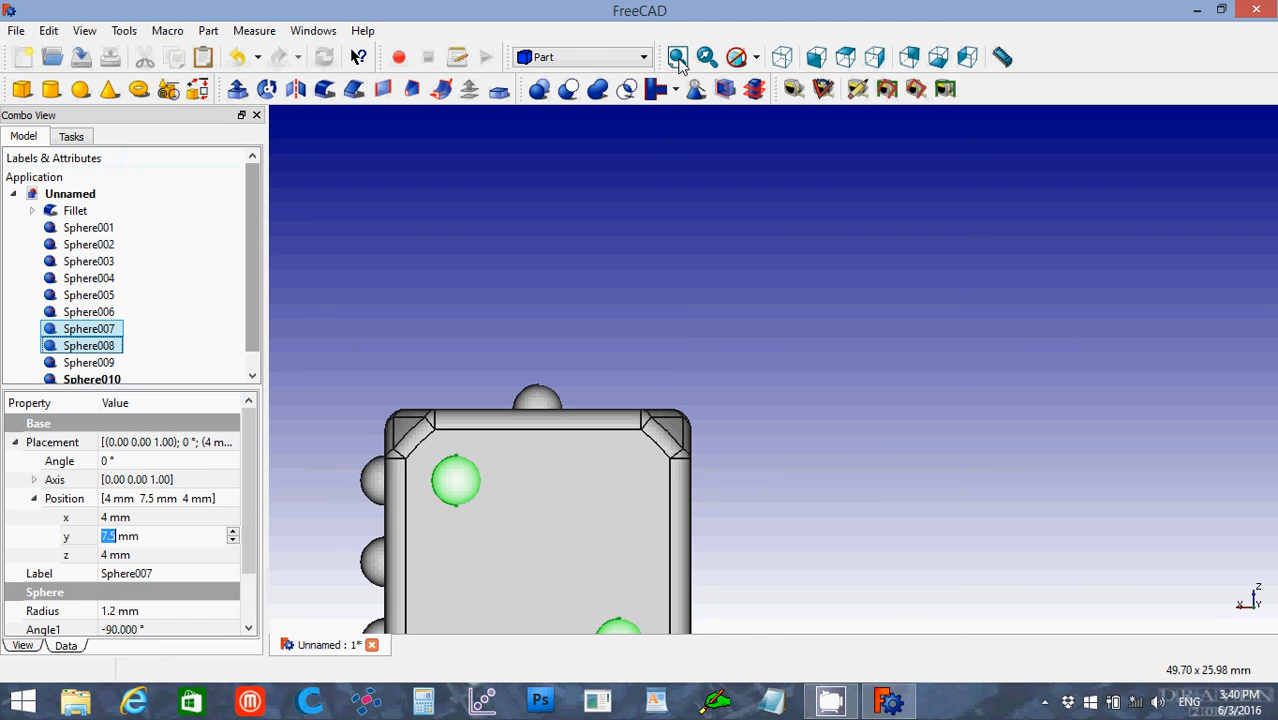 FreeCAD
File Edit View Tools Macro Part Measure Windows Help
Part
Combo View
Model Tasks
Labels & Attributes
Application
Unnamed
Fillet
Sphere001
Sphere002
Sphere003
Sphere004
Sphere005
Sphere006
Sphere007
Sphere008
Sphere009
Sphere010
Property Value
Base
Placement [(0.00 0.00 1.00); 0 °; (4 m...
Angle 0 °
Axis [0.00 0.00 1.00]
Position [4 mm 7.5 mm 4 mm]
x 4 mm
y 7.5 mm
z 4 mm
Label Sphere007
Sphere
Radius 1.2 mm
Angle1 -90.000 °
View Data
Unnamed : 1*
Z
X Y
49.70 x 25.98 mm
Ps
ENG
3:40 PM
6/3/2016